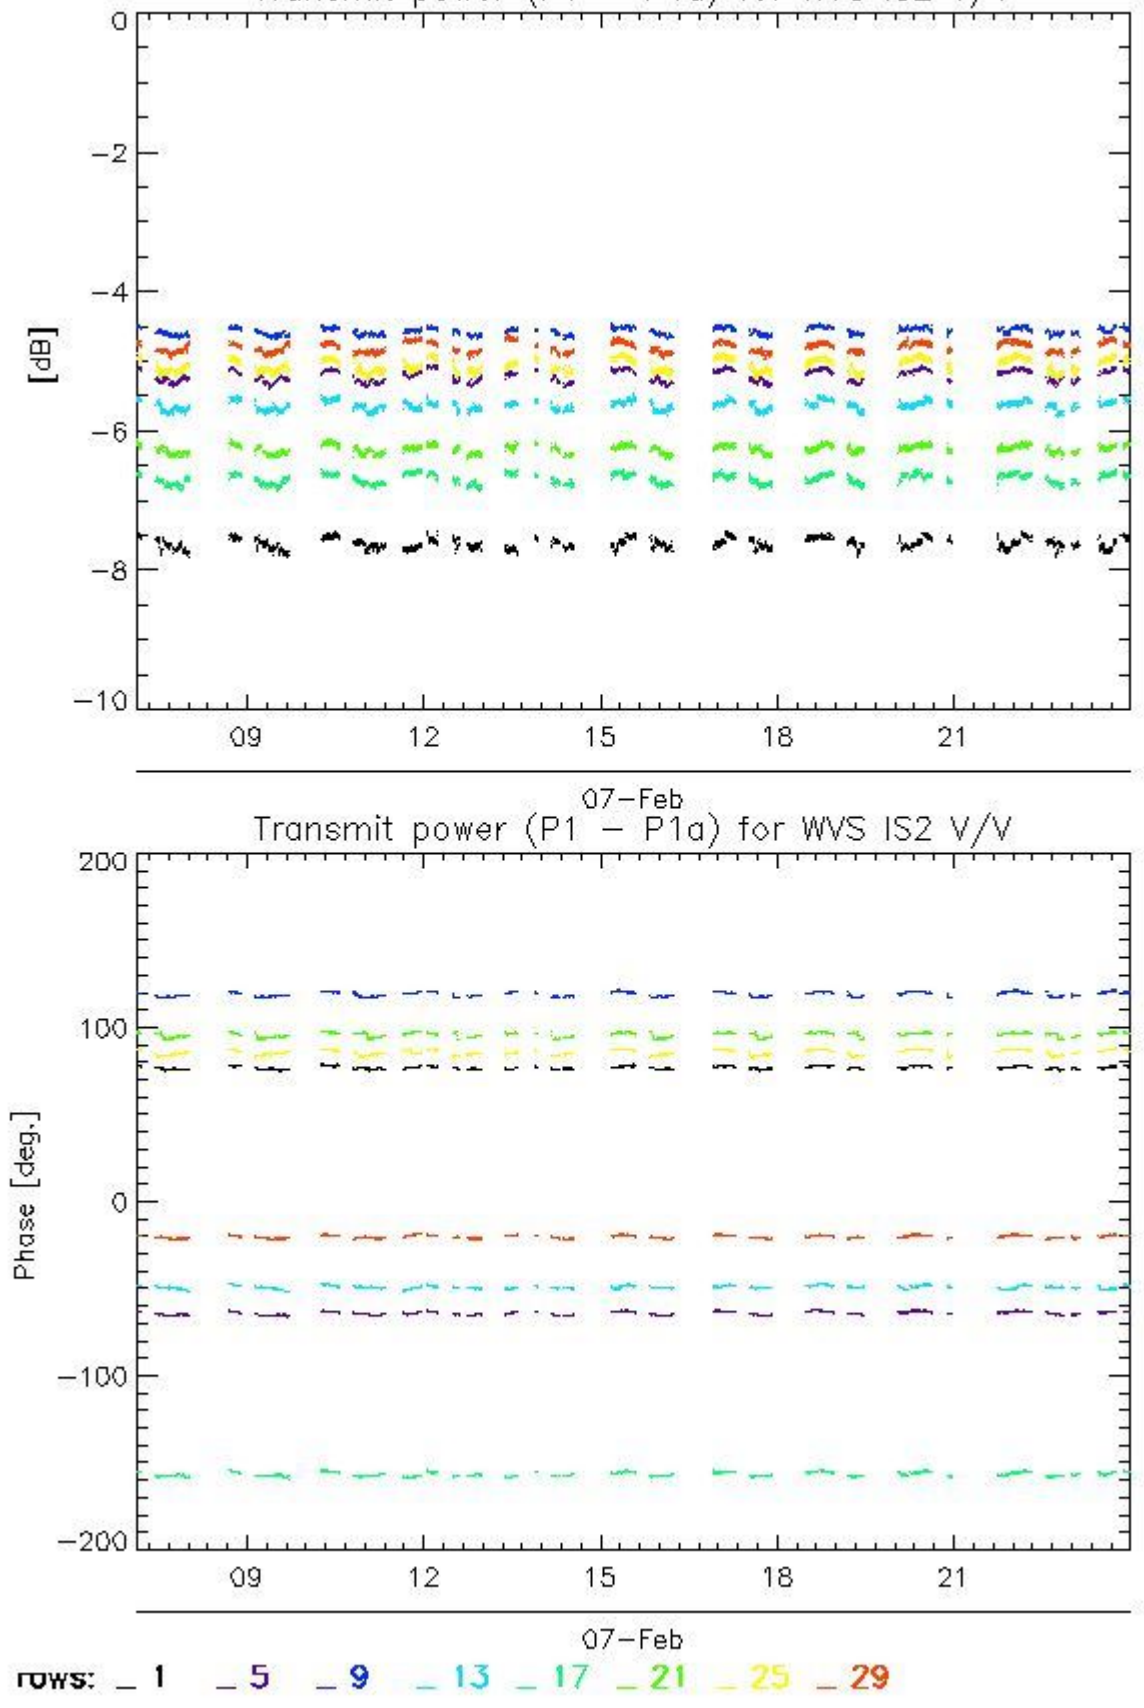 0
−2
−4
[dB]
−6
−8
−10
09 12 15 18 21
07−Feb
Transmit power (P1 − P1a) for WVS IS2 V/V
200
100
0
Phase [deg.]
−100
−200
09 12 15 18 21
07−Feb
rows: _ 1 _ 5 _ 9 _ 13 _ 17 _ 21 _ 25 _ 29